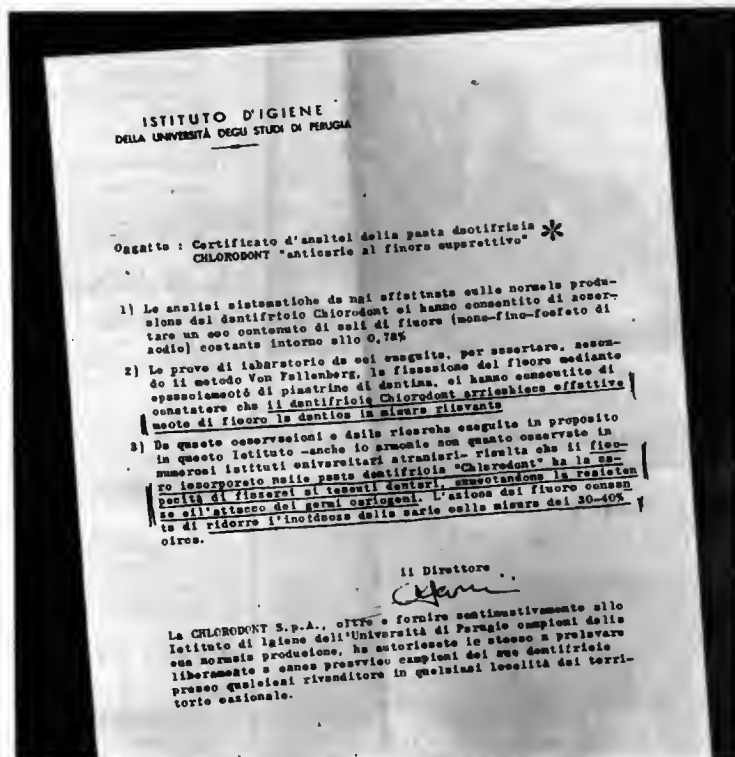 ISTITUTO D'IGIENE
DELLA UNIVERSITÀ DEGLI STUDI DI PERUGIA
Oggetto : Certificato d'analisi della pasta dentifricia *
CHLORODONT "anticarie al fluoro superattivo"
1) Le analisi sistematiche da noi effettuate sulla normale produ-
zione del dentifricio Chlorodont ci hanno consentito di accer-
tare un suo contenuto di sali di fluoro (mono-fluo-fosfato di
sodio) costante intorno allo 0,78%
2) Le prove di laboratorio da noi eseguite, per accertare, secon-
do il metodo Von Fellenberg, la fissazione del fluoro mediante
spazzolamento di piastrine di dentina, ci hanno consentito di
constatare che il dentifricio Chlorodont arricchisce effettiva
mente di fluoro la dentina in misura rilevante
3) Da queste osservazioni e dalle ricerche eseguite in proposito
in questo Istituto -anche in armonia con quanto osservato in
numerosi istituti universitari stranieri- risulta che il fluo-
ro incorporato nella pasta dentifricia "Chlorodont" ha la ca-
pacità di fissarsi ai tessuti dentari, aumentandone la resisten
za all'attacco dei germi cariogeni. L'azione del fluoro consen
te di ridurre l'incidenza della carie nella misura del 30-40%
circa.
il Direttore
La CHLORODONT S.p.A., oltre a fornire continuativamente allo
Istituto di Igiene dell'Università di Perugia campioni della
sua normale produzione, ha autorizzato lo stesso a prelevare
liberamente e senza preavviso campioni del suo dentifricio
presso qualsiasi rivenditore in qualsiasi località del terri-
torio nazionale.